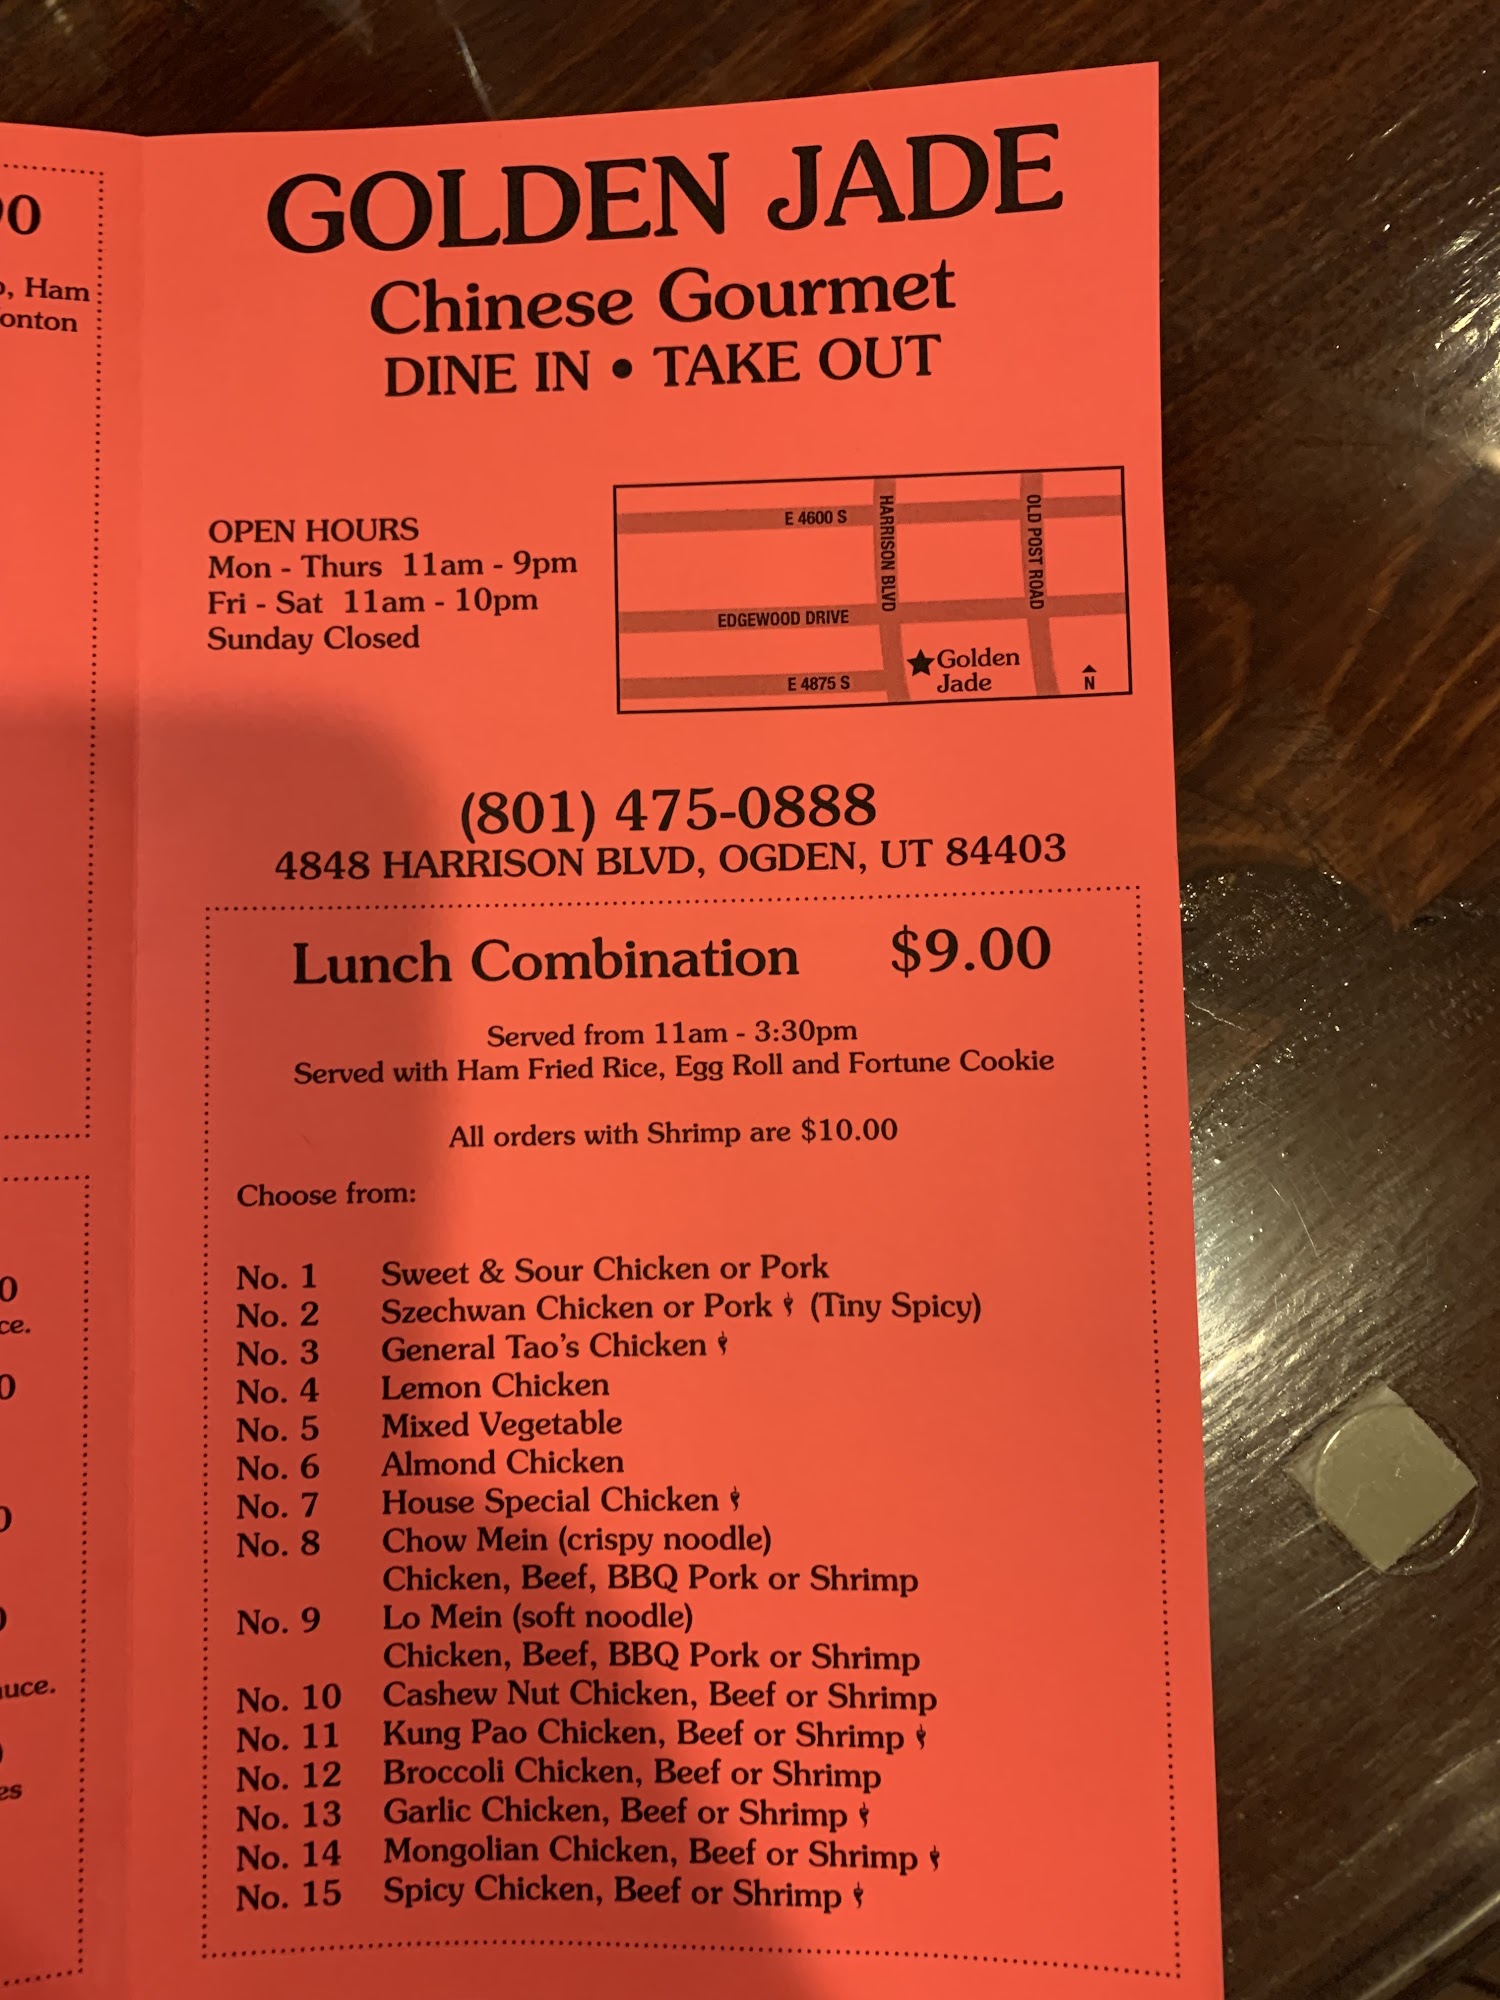 00
, Ham
onton
0
ce.
0
uce.
es
GOLDEN JADE
Chinese Gourmet
DINE IN • TAKE OUT
OPEN HOURS
Mon - Thurs 11am - 9pm
Fri - Sat 11am - 10pm
Sunday Closed
E 4600 S
HARRISON BLVD
OLD POST ROAD
EDGEWOOD DRIVE
★Golden
Jade
E 4875 S
N
(801) 475-0888
4848 HARRISON BLVD, OGDEN, UT 84403
Lunch Combination $9.00
Served from 11am - 3:30pm
Served with Ham Fried Rice, Egg Roll and Fortune Cookie
All orders with Shrimp are $10.00
Choose from:
No. 1 Sweet & Sour Chicken or Pork
No. 2 Szechwan Chicken or Pork (Tiny Spicy)
No. 3 General Tao's Chicken
No. 4 Lemon Chicken
No. 5 Mixed Vegetable
No. 6 Almond Chicken
No. 7 House Special Chicken
No. 8 Chow Mein (crispy noodle)
Chicken, Beef, BBQ Pork or Shrimp
No. 9 Lo Mein (soft noodle)
Chicken, Beef, BBQ Pork or Shrimp
No. 10 Cashew Nut Chicken, Beef or Shrimp
No. 11 Kung Pao Chicken, Beef or Shrimp
No. 12 Broccoli Chicken, Beef or Shrimp
No. 13 Garlic Chicken, Beef or Shrimp
No. 14 Mongolian Chicken, Beef or Shrimp
No. 15 Spicy Chicken, Beef or Shrimp